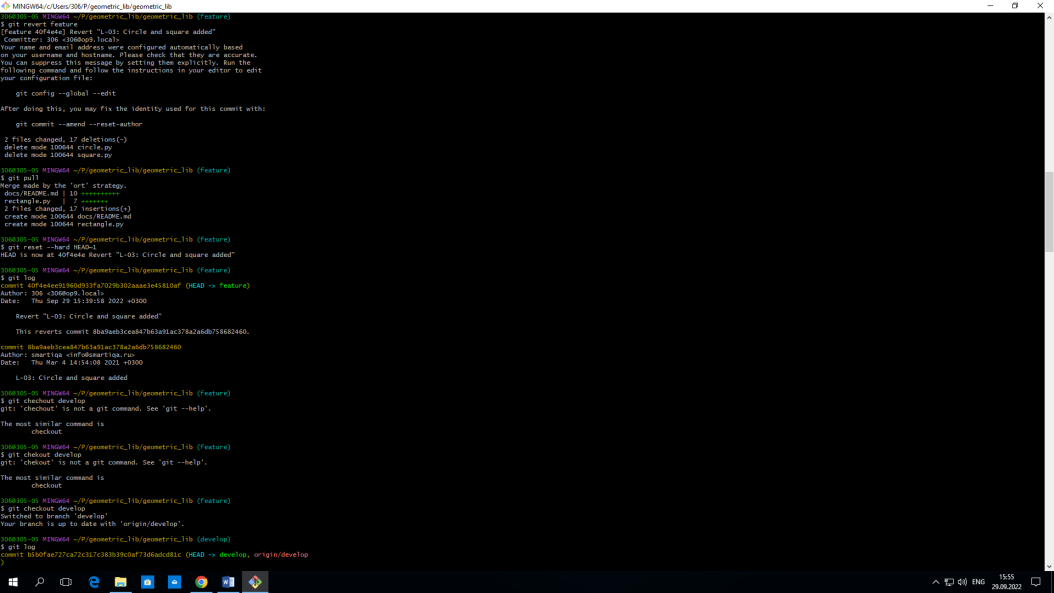 MINGW64:/c/Users/306/P/geometric_lib/geometric_lib
3060305-05 MINGW64 ~/P/geometric_lib/geometric_lib (feature)
$ git revert feature
[feature 40f4e4e] Revert "L-03: Circle and square added"
 Committer: 306 <306@op9.local>
Your name and email address were configured automatically based
on your username and hostname. Please check that they are accurate.
You can suppress this message by setting them explicitly. Run the
following command and follow the instructions in your editor to edit
your configuration file:
    git config --global --edit
After doing this, you may fix the identity used for this commit with:
    git commit --amend --reset-author
 2 files changed, 17 deletions(-)
 delete mode 100644 circle.py
 delete mode 100644 square.py
3060305-05 MINGW64 ~/P/geometric_lib/geometric_lib (feature)
$ git pull
Merge made by the 'ort' strategy.
 docs/README.md | 10 ++++++++++
 rectangle.py   |  7 +++++++
 2 files changed, 17 insertions(+)
 create mode 100644 docs/README.md
 create mode 100644 rectangle.py
3060305-05 MINGW64 ~/P/geometric_lib/geometric_lib (feature)
$ git reset --hard HEAD~1
HEAD is now at 40f4e4e Revert "L-03: Circle and square added"
3060305-05 MINGW64 ~/P/geometric_lib/geometric_lib (feature)
$ git log
commit 40f4e4ee91960d933fa7029b302aaae3e45810af (HEAD -> feature)
Author: 306 <306@op9.local>
Date:   Thu Sep 29 15:39:58 2022 +0300
    Revert "L-03: Circle and square added"
    This reverts commit 8ba9aeb3cea847b63a91ac378a2a6db758682460.
commit 8ba9aeb3cea847b63a91ac378a2a6db758682460
Author: smartiqa <info@smartiqa.ru>
Date:   Thu Mar 4 14:54:08 2021 +0300
    L-03: Circle and square added
3060305-05 MINGW64 ~/P/geometric_lib/geometric_lib (feature)
$ git chechout develop
git: 'chechout' is not a git command. See 'git --help'.
The most similar command is
        checkout
3060305-05 MINGW64 ~/P/geometric_lib/geometric_lib (feature)
$ git chekout develop
git: 'chekout' is not a git command. See 'git --help'.
The most similar command is
        checkout
3060305-05 MINGW64 ~/P/geometric_lib/geometric_lib (feature)
$ git checkout develop
Switched to branch 'develop'
Your branch is up to date with 'origin/develop'.
3060305-05 MINGW64 ~/P/geometric_lib/geometric_lib (develop)
$ git log
commit b5b0fae727ca72c317c383b39c0af73d6adcd81c (HEAD -> develop, origin/develop
)
ENG
15:55
29.09.2022